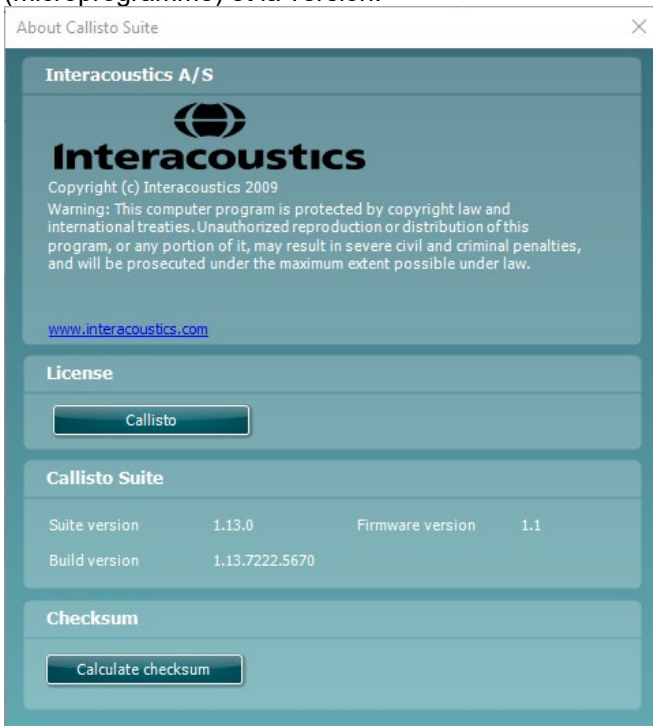 (microprogramme) et la version.
About Callisto Suite
Interacoustics A/S
Interacoustics
Copyright (c) Interacoustics 2009
Warning: This computer program is protected by copyright law and
international treaties. Unauthorized reproduction or distribution of this
program, or any portion of it, may result in severe civil and criminal penalties,
and will be prosecuted under the maximum extent possible under law.
www.interacoustics.com
License
Callisto
Callisto Suite
Suite version 1.13.0 Firmware version 1.1
Build version 1.13.7222.5670
Checksum
Calculate checksum